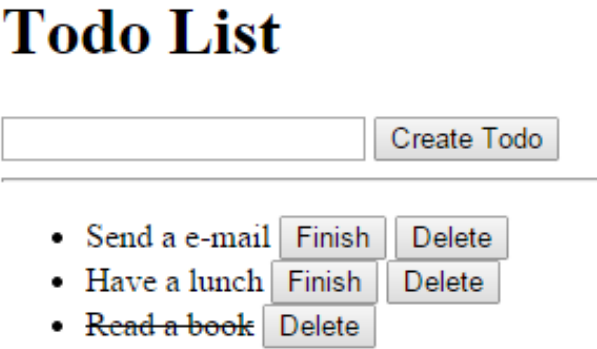 Todo List
Create Todo
Send a e-mail Finish Delete
Have a lunch Finish Delete
Read a book Delete